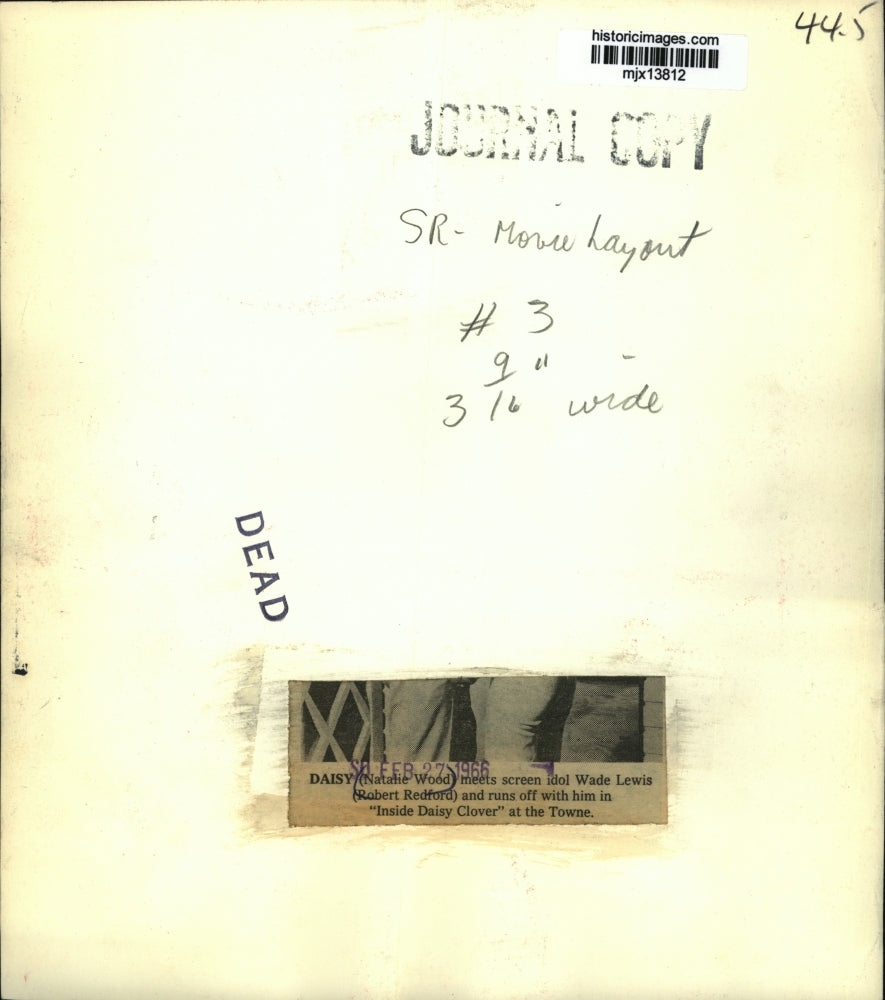 44.5
historicimages.com
mjx13812
JOURNAL COPY
SR- Movie Layout
# 3
3 9/16" wide
DEAD
FEB 27 1966
DAISY (Natalie Wood) meets screen idol Wade Lewis
(Robert Redford) and runs off with him in
"Inside Daisy Clover" at the Towne.